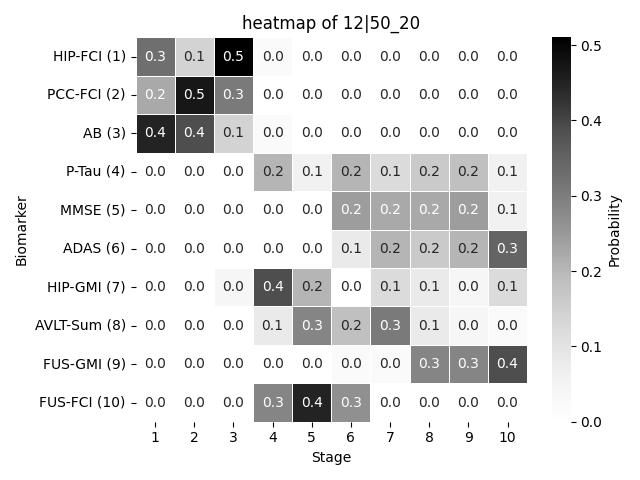 heatmap of 12|50_20
HIP-FCI (1) 0.3 0.1 0.5 0.0 0.0 0.0 0.0 0.0 0.0 0.0
PCC-FCI (2) 0.2 0.5 0.3 0.0 0.0 0.0 0.0 0.0 0.0 0.0
AB (3) 0.4 0.4 0.1 0.0 0.0 0.0 0.0 0.0 0.0 0.0
P-Tau (4) 0.0 0.0 0.0 0.2 0.1 0.2 0.1 0.2 0.2 0.1
MMSE (5) 0.0 0.0 0.0 0.0 0.0 0.2 0.2 0.2 0.2 0.1
ADAS (6) 0.0 0.0 0.0 0.0 0.0 0.1 0.2 0.2 0.2 0.3
HIP-GMI (7) 0.0 0.0 0.0 0.4 0.2 0.0 0.1 0.1 0.0 0.1
AVLT-Sum (8) 0.0 0.0 0.0 0.1 0.3 0.2 0.3 0.1 0.0 0.0
FUS-GMI (9) 0.0 0.0 0.0 0.0 0.0 0.0 0.0 0.3 0.3 0.4
FUS-FCI (10) 0.0 0.0 0.0 0.3 0.4 0.3 0.0 0.0 0.0 0.0
1 2 3 4 5 6 7 8 9 10
Stage
Biomarker
0.5
0.4
0.3
0.2
0.1
0.0
Probability